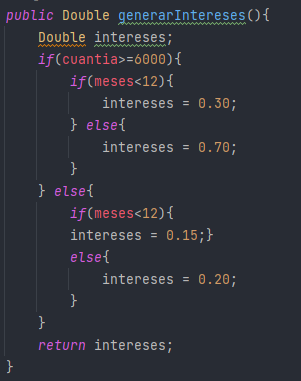 public Double generarIntereses(){
    Double intereses;
    if(cuantia>=6000){
        if(meses<12){
            intereses = 0.30;
        } else{
            intereses = 0.70;
        }
    } else{
        if(meses<12){
        intereses = 0.15;}
        else{
            intereses = 0.20;
        }
    }
    return intereses;
}